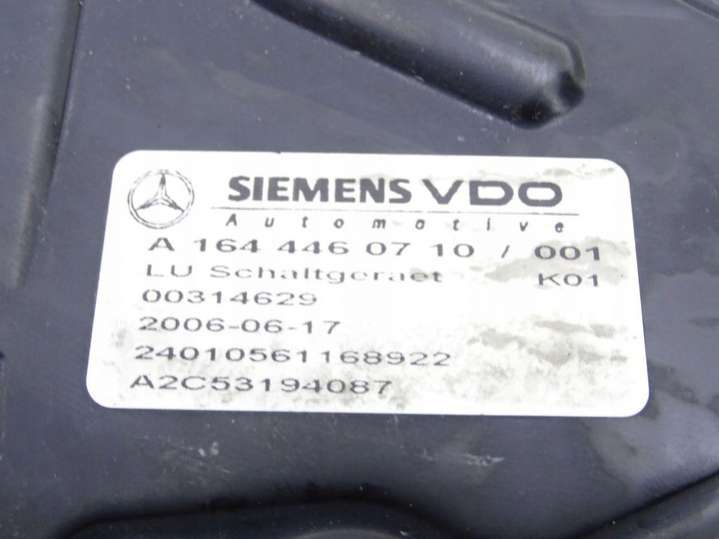 SIEMENS VDO
Automotive
A 164 446 07 10 / 001
LU Schaltgeraet K01
00314629
2006-06-17
24010561168922
A2C53194087